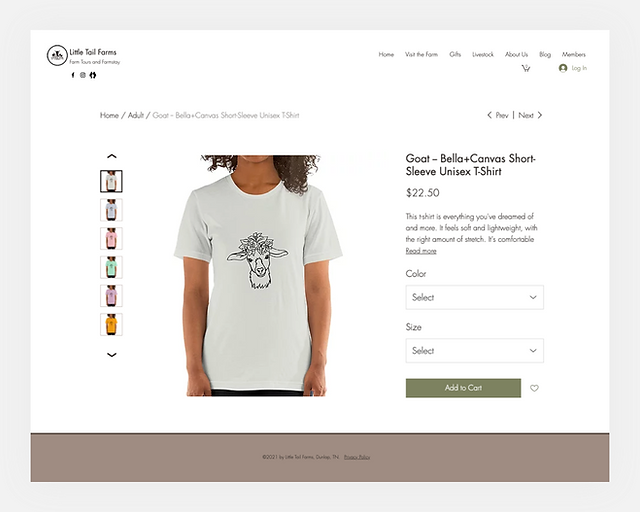 Little Tail Farms
Farm Tours and Farmstay
Home Visit the Farm Gifts Livestock About Us Blog Members
Log In
Home / Adult / Goat – Bella+Canvas Short-Sleeve Unisex T-Shirt
Prev | Next
Goat – Bella+Canvas Short-
Sleeve Unisex T-Shirt
$22.50
This t-shirt is everything you've dreamed of
and more. It feels soft and lightweight, with
the right amount of stretch. It's comfortable
Read more
Color
Select
Size
Select
Add to Cart
©2021 by Little Tail Farms, Dunlap, TN. Privacy Policy